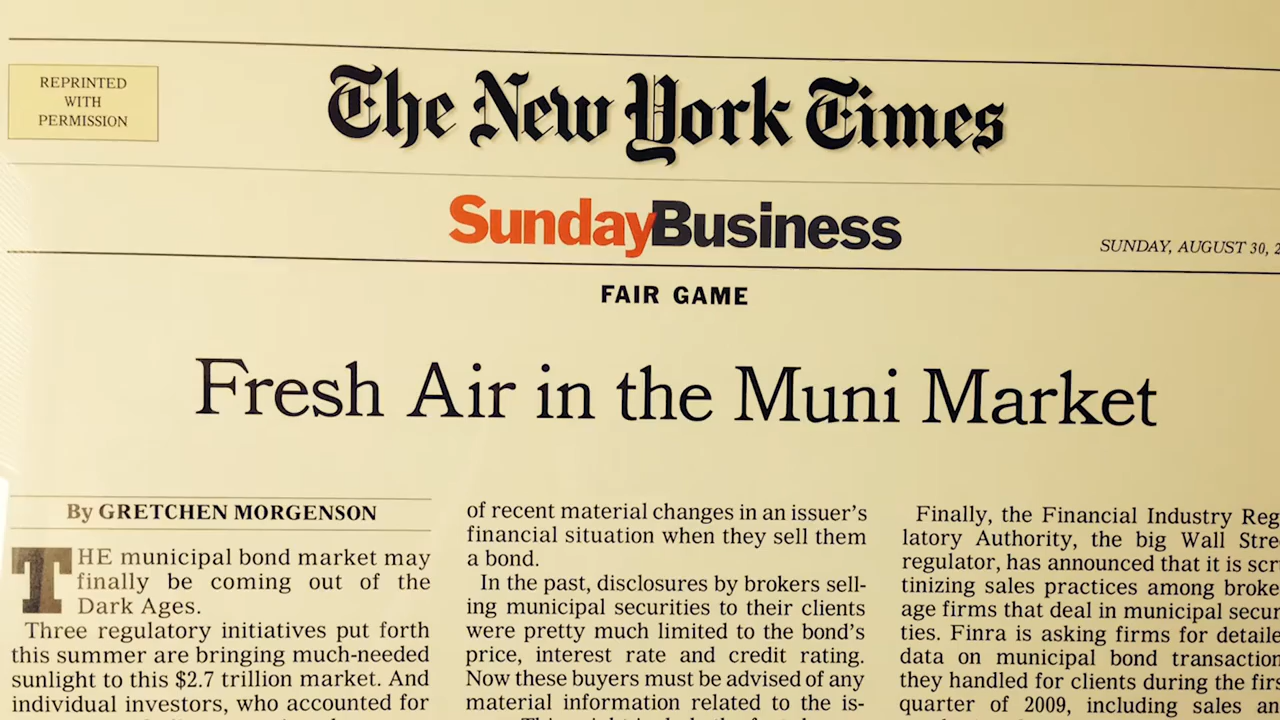 REPRINTED
WITH
PERMISSION
The New York Times
SundayBusiness
SUNDAY, AUGUST 30, 2
FAIR GAME
Fresh Air in the Muni Market
By GRETCHEN MORGENSON
THE municipal bond market may
finally be coming out of the
Dark Ages.
Three regulatory initiatives put forth
this summer are bringing much-needed
sunlight to this $2.7 trillion market. And
individual investors, who accounted for
of recent material changes in an issuer's
financial situation when they sell them
a bond.
In the past, disclosures by brokers sell-
ing municipal securities to their clients
were pretty much limited to the bond's
price, interest rate and credit rating.
Now these buyers must be advised of any
material information related to the is-
Finally, the Financial Industry Reg
latory Authority, the big Wall Stre
regulator, has announced that it is scr
tinizing sales practices among broke
age firms that deal in municipal secur
ties. Finra is asking firms for detaile
data on municipal bond transaction
they handled for clients during the firs
quarter of 2009, including sales an